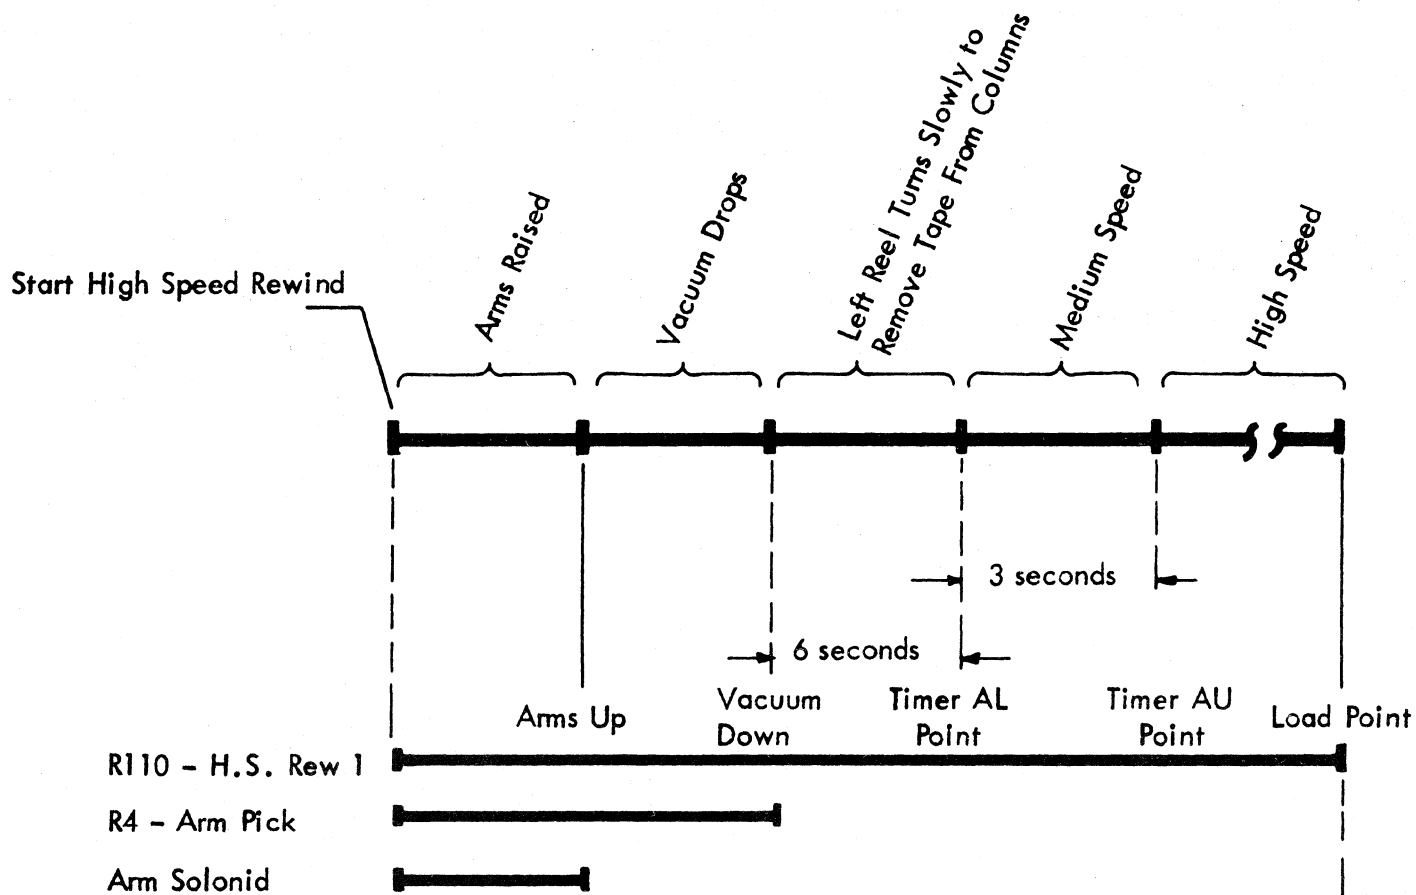 Start High Speed Rewind
Arms Raised
Vacuum Drops
Left Reel Turns Slowly to
Remove Tape From Columns
Medium Speed
High Speed
3 seconds
6 seconds
Arms Up
Vacuum
Down
Timer AL
Point
Timer AU
Point
Load Point
R110 - H.S. Rew 1
R4 - Arm Pick
Arm Solonid